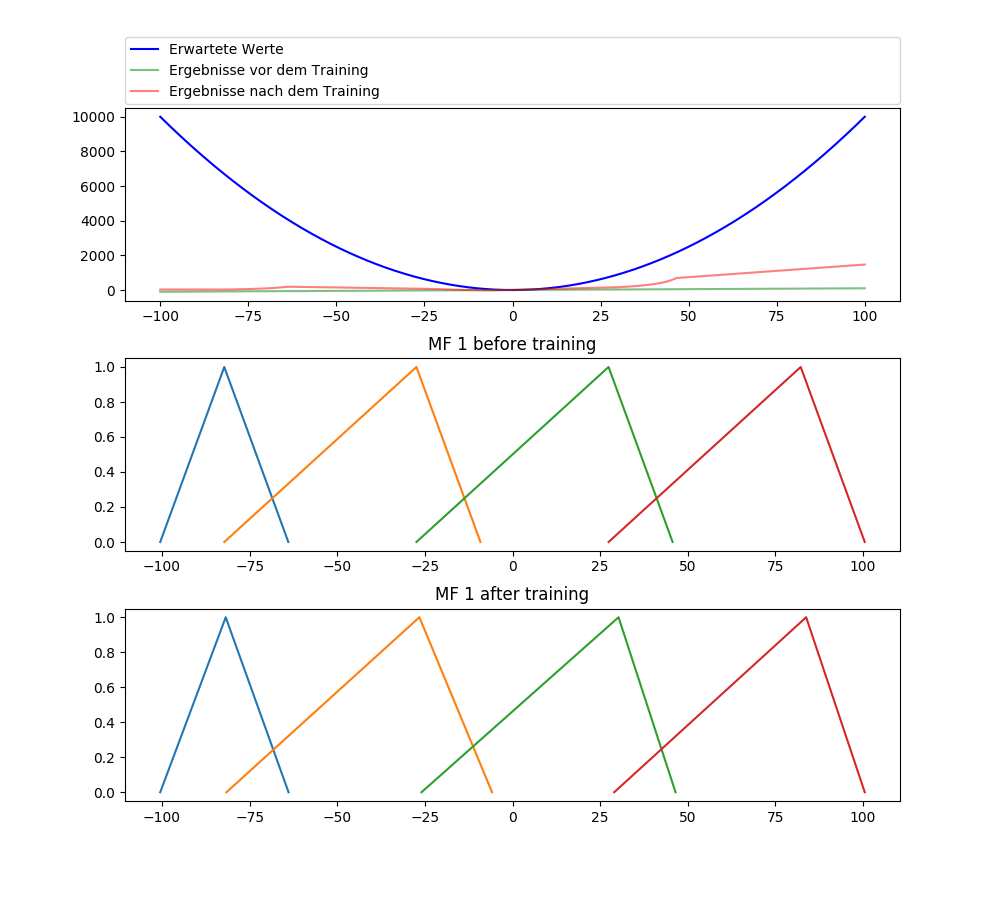 Erwartete Werte
Ergebnisse vor dem Training
Ergebnisse nach dem Training
10000
8000
6000
4000
2000
0
−100 −75 −50 −25 0 25 50 75 100
MF 1 before training
1.0
0.8
0.6
0.4
0.2
0.0
−100 −75 −50 −25 0 25 50 75 100
MF 1 after training
1.0
0.8
0.6
0.4
0.2
0.0
−100 −75 −50 −25 0 25 50 75 100